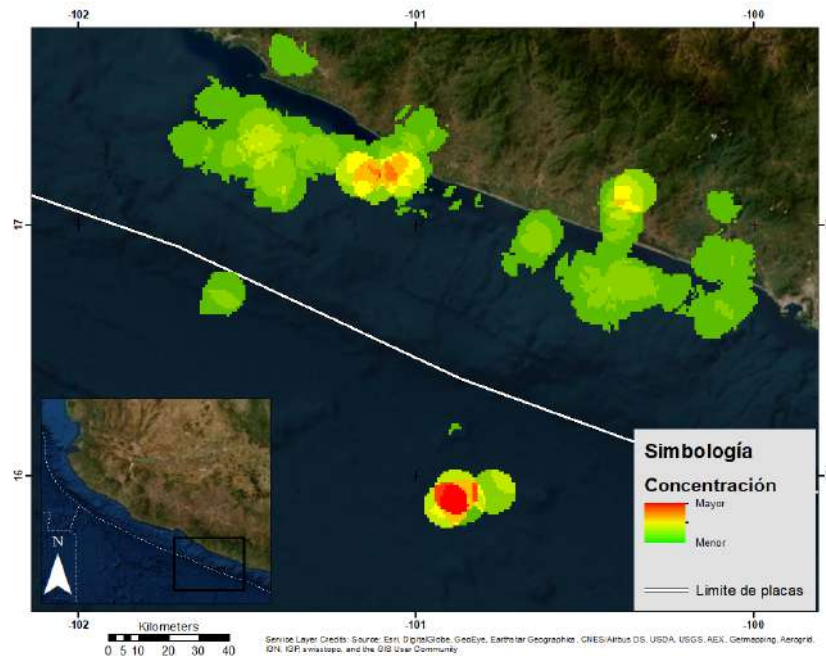 -102 -101 -100
17
16
Simbología
Concentración
Mayor
Menor
Limite de placas
N
-102 -101 -100
Kilometers
0 5 10 20 30 40
Service Layer Credits: Source: Esri, DigitalGlobe, GeoEye, Earthstar Geographics, CNES/Airbus DS, USDA, USGS, AEX, Getmapping, Aerogrid,
IGN, IGP, swisstopo, and the GIS User Community